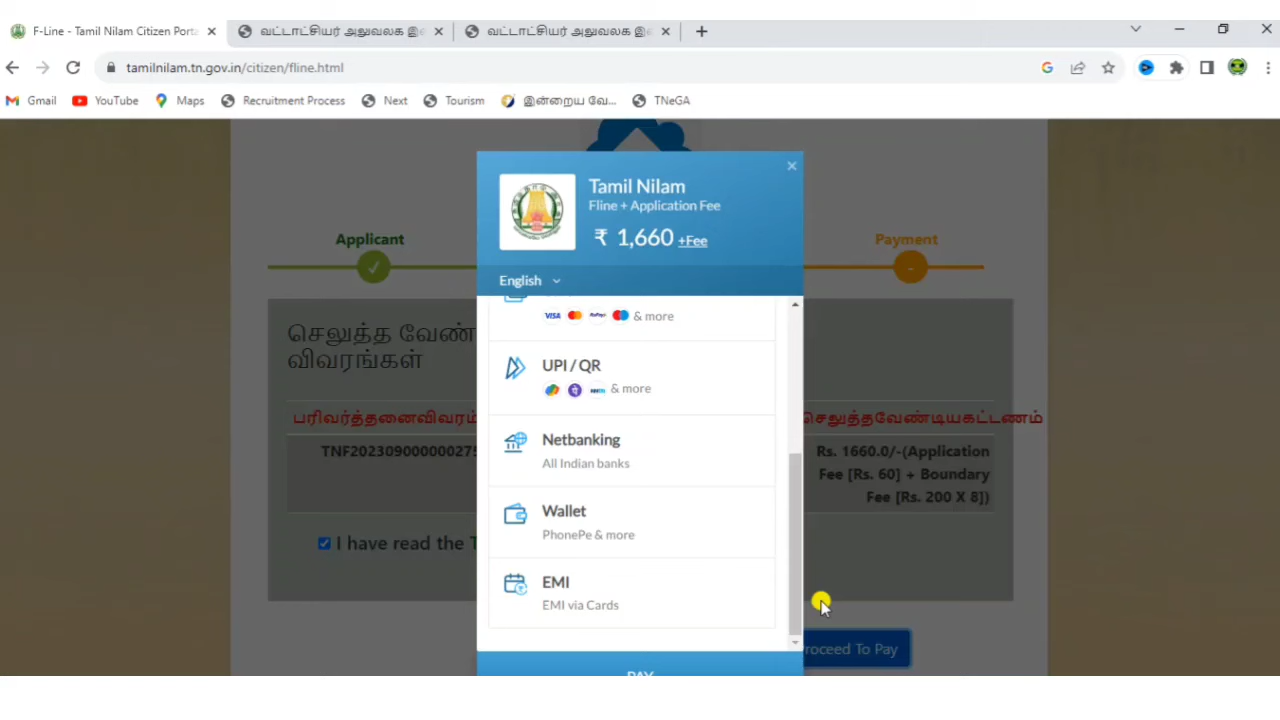 F-Line - Tamil Nilam Citizen Porta
வட்டாட்சியர் அலுவலக இ
வட்டாட்சியர் அலுவலக இ
tamilnilam.tn.gov.in/citizen/fline.html
Gmail YouTube Maps Recruitment Process Next Tourism இன்றைய வே... TNeGA
Tamil Nilam
Fline + Application Fee
₹ 1,660 +Fee
English
Applicant
Payment
VISA RuPay & more
UPI / QR
& more
Netbanking
All Indian banks
Wallet
PhonePe & more
EMI
EMI via Cards
PAY
செலுத்த வேண்
விவரங்கள்
பரிவர்த்தனைவிவரம்
செலுத்தவேண்டியகட்டணம்
TNF20230900000027
Rs. 1660.0/-(Application
Fee [Rs. 60] + Boundary
Fee [Rs. 200 X 8])
I have read the T
roceed To Pay